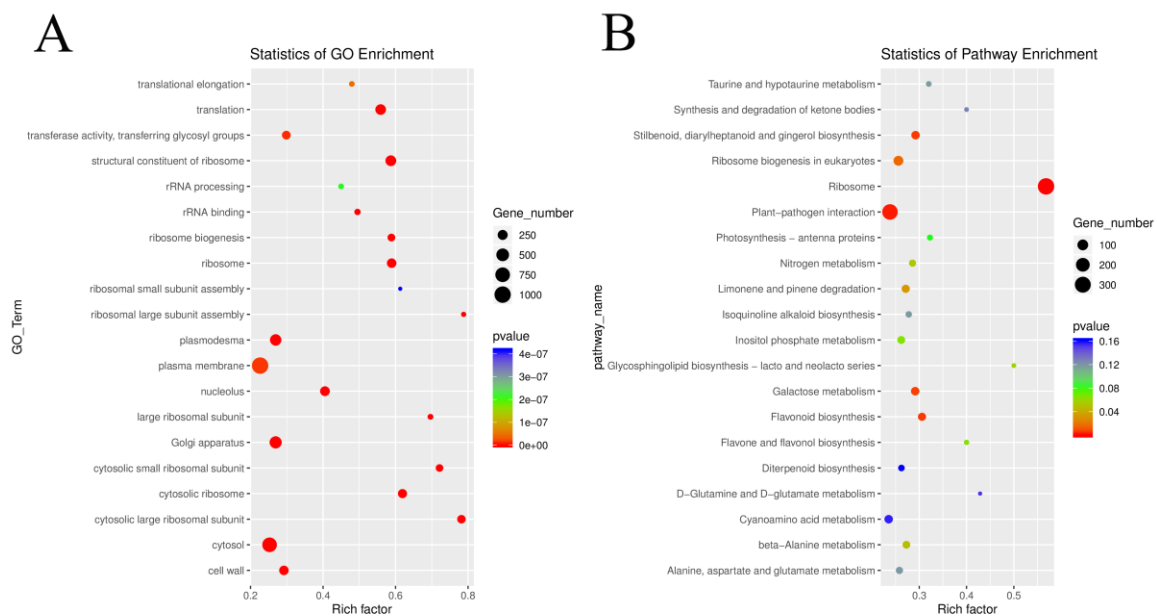 A
Statistics of GO Enrichment
GO_Term
translational elongation
translation
transferase activity, transferring glycosyl groups
structural constituent of ribosome
rRNA processing
rRNA binding
ribosome biogenesis
ribosome
ribosomal small subunit assembly
ribosomal large subunit assembly
plasmodesma
plasma membrane
nucleolus
large ribosomal subunit
Golgi apparatus
cytosolic small ribosomal subunit
cytosolic ribosome
cytosolic large ribosomal subunit
cytosol
cell wall
0.2 0.4 0.6 0.8
Rich factor
Gene_number
250
500
750
1000
pvalue
4e−07
3e−07
2e−07
1e−07
0e+00
B
Statistics of Pathway Enrichment
pathway_name
Taurine and hypotaurine metabolism
Synthesis and degradation of ketone bodies
Stilbenoid, diarylheptanoid and gingerol biosynthesis
Ribosome biogenesis in eukaryotes
Ribosome
Plant−pathogen interaction
Photosynthesis − antenna proteins
Nitrogen metabolism
Limonene and pinene degradation
Isoquinoline alkaloid biosynthesis
Inositol phosphate metabolism
Glycosphingolipid biosynthesis − lacto and neolacto series
Galactose metabolism
Flavonoid biosynthesis
Flavone and flavonol biosynthesis
Diterpenoid biosynthesis
D−Glutamine and D−glutamate metabolism
Cyanoamino acid metabolism
beta−Alanine metabolism
Alanine, aspartate and glutamate metabolism
0.3 0.4 0.5
Rich factor
Gene_number
100
200
300
pvalue
0.16
0.12
0.08
0.04